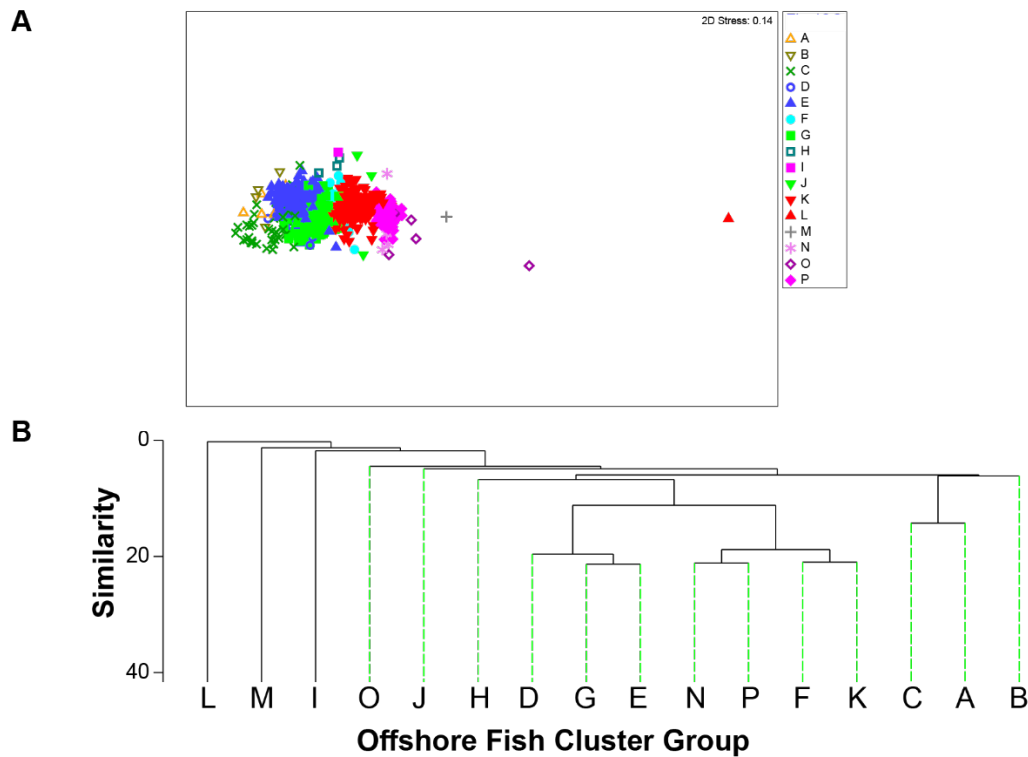 A
2D Stress: 0.14
A
B
C
D
E
F
G
H
I
J
K
L
M
N
O
P
B
0
20
40
Similarity
L M I O J H D G E N P F K C A B
Offshore Fish Cluster Group